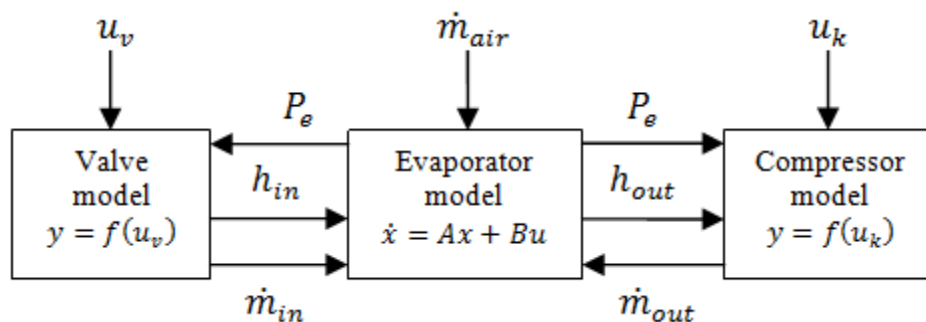 u_v ṁ_air u_k
P_e P_e
Valve model y = f(u_v)
h_in
Evaporator model ẋ = Ax + Bu
h_out
Compressor model y = f(u_k)
ṁ_in ṁ_out